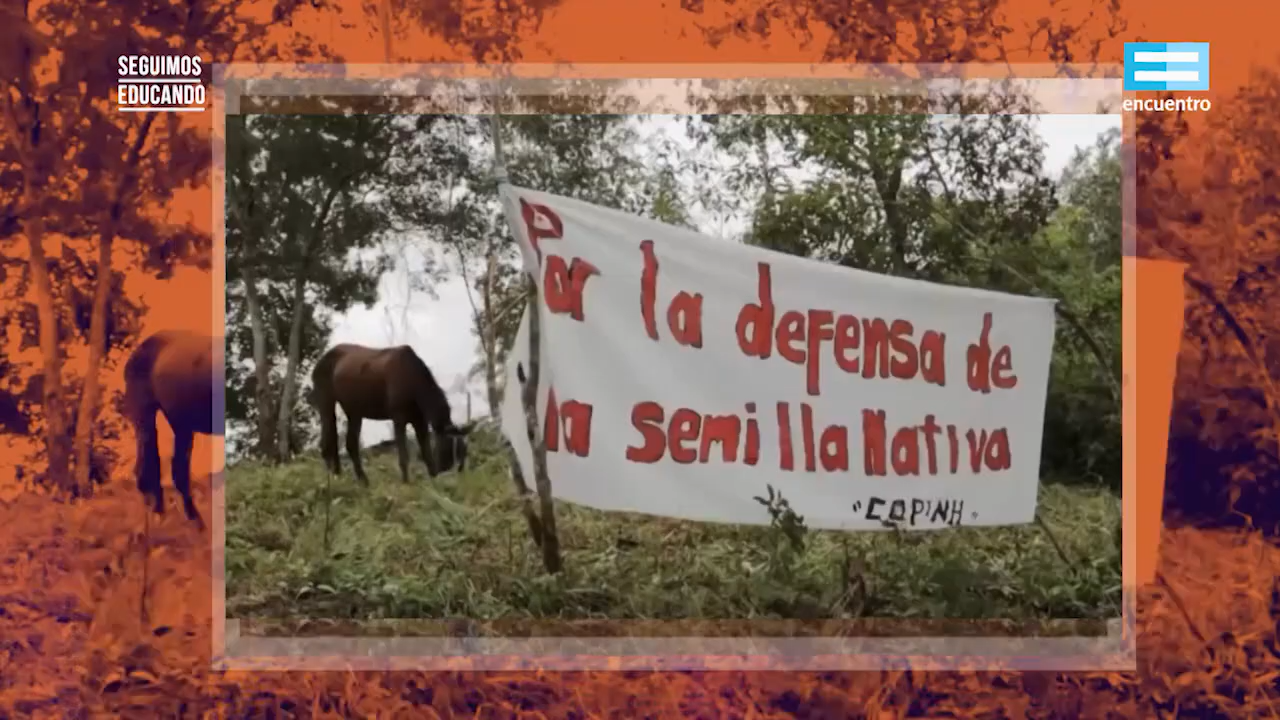 SEGUIMOS
EDUCANDO
encuentro
Por la defensa de
la semilla Nativa
"COPINH"